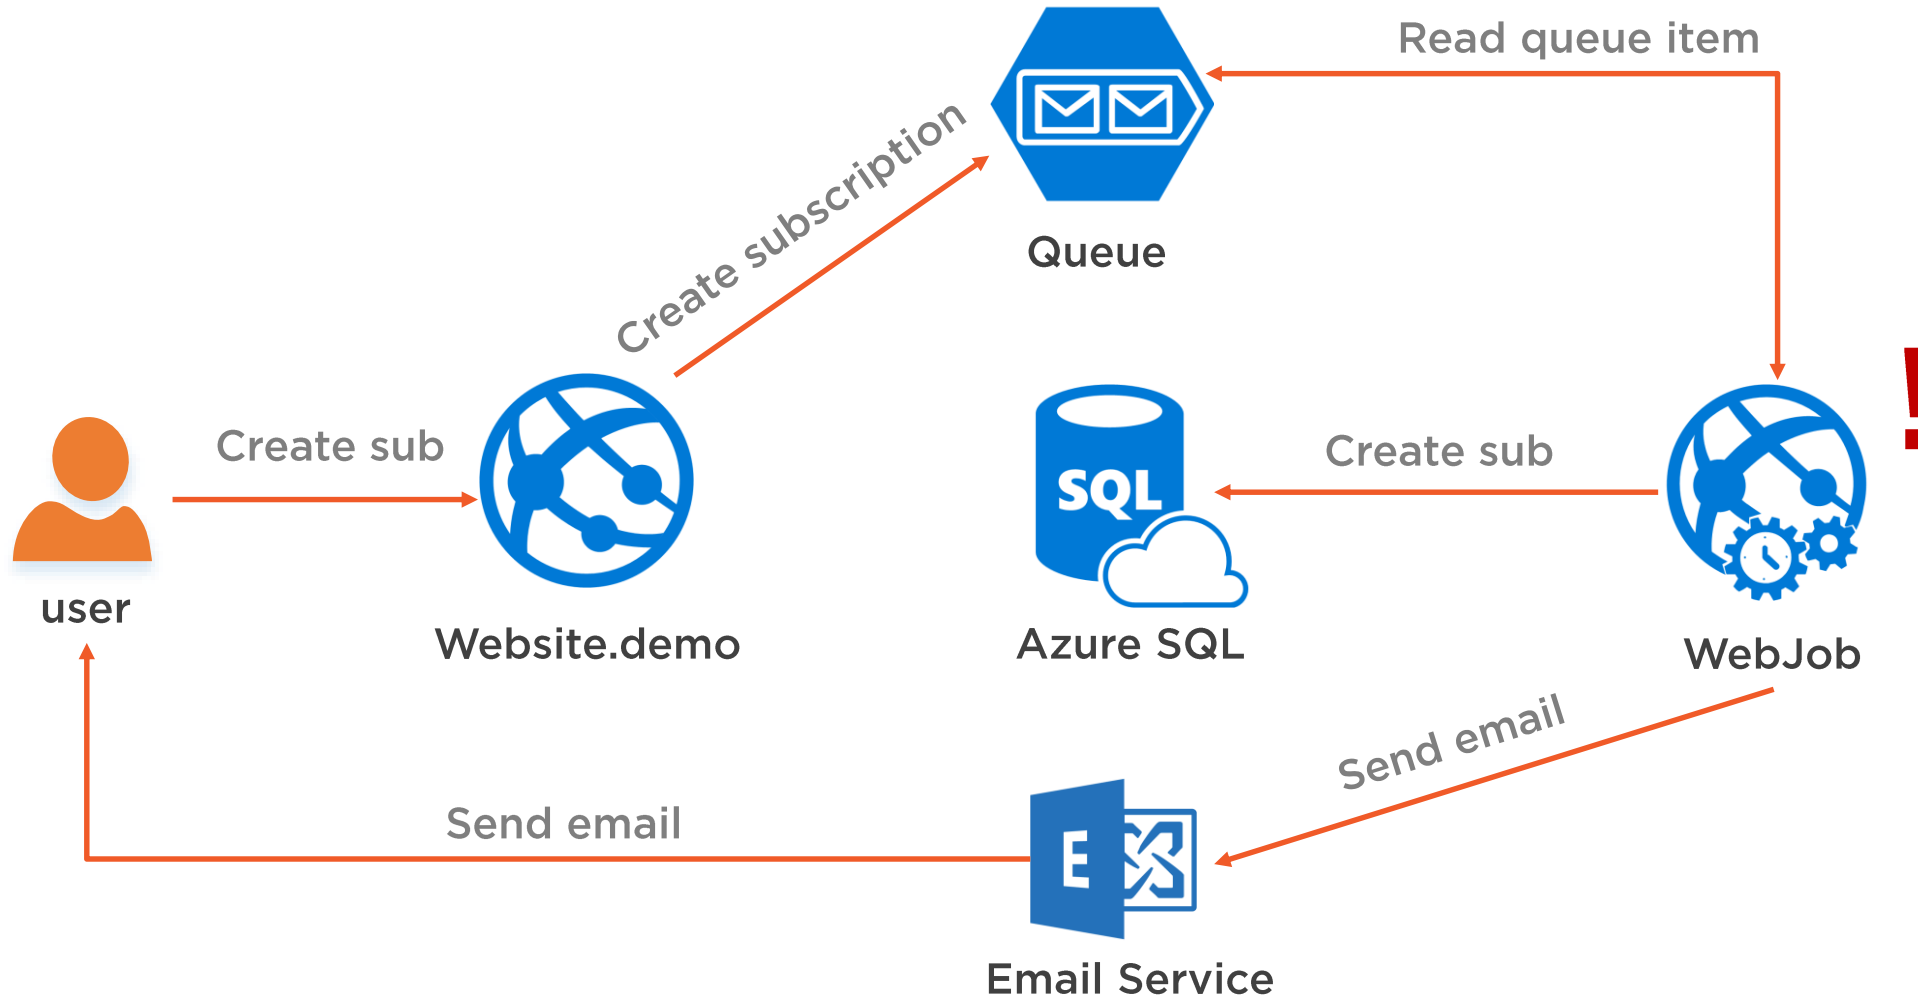 Read queue item
Create subscription
Queue
!
Create sub
SQL
Create sub
user
Website.demo
Azure SQL
WebJob
Send email
Send email
E
Email Service